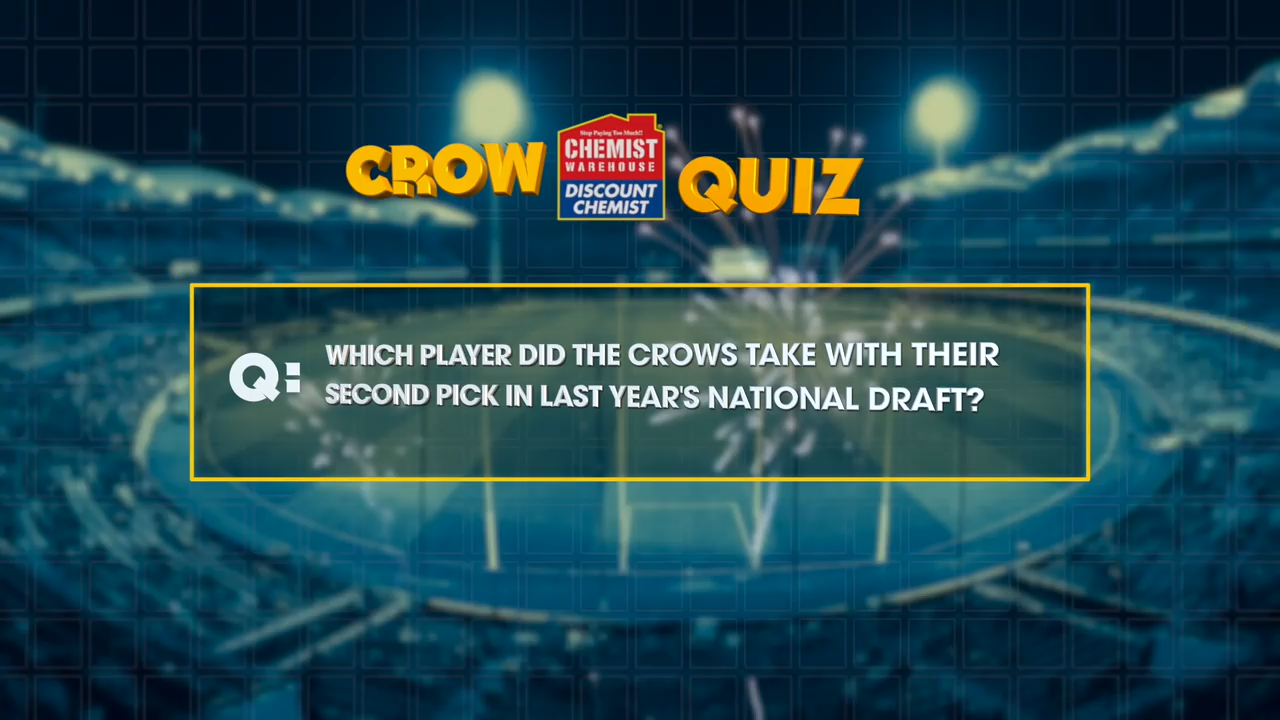 CROW
Stop Paying Too Much!!
CHEMIST
WAREHOUSE
DISCOUNT
CHEMIST
QUIZ
Q:
WHICH PLAYER DID THE CROWS TAKE WITH THEIR
SECOND PICK IN LAST YEAR'S NATIONAL DRAFT?